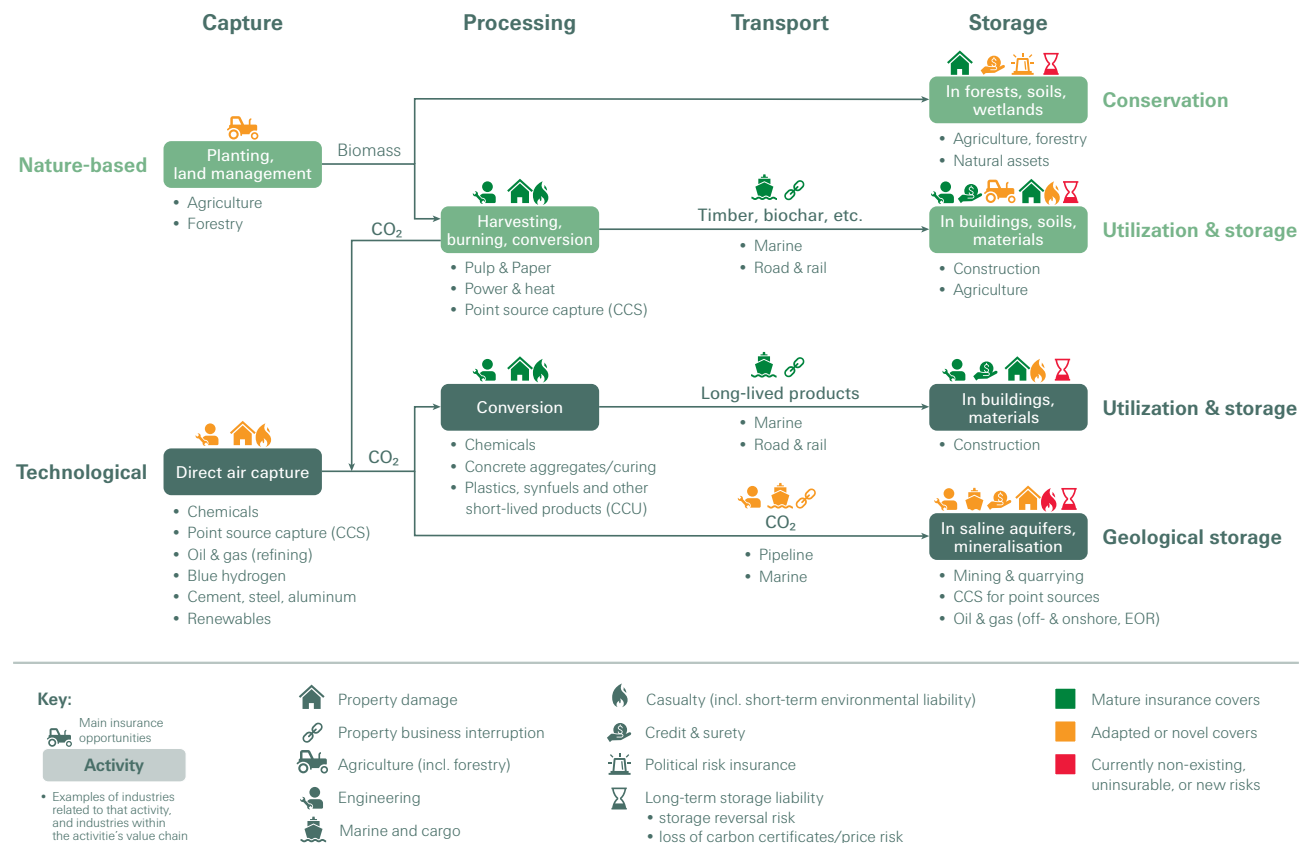 Capture
Processing
Transport
Storage
In forests, soils,
wetlands
Conservation
• Agriculture, forestry
• Natural assets
Nature-based
Planting,
land management
Biomass
• Agriculture
• Forestry
CO₂
Harvesting,
burning, conversion
• Pulp & Paper
• Power & heat
• Point source capture (CCS)
Timber, biochar, etc.
• Marine
• Road & rail
In buildings, soils,
materials
Utilization & storage
• Construction
• Agriculture
Technological
Direct air capture
CO₂
• Chemicals
• Point source capture (CCS)
• Oil & gas (refining)
• Blue hydrogen
• Cement, steel, aluminum
• Renewables
Conversion
• Chemicals
• Concrete aggregates/curing
• Plastics, synfuels and other
short-lived products (CCU)
Long-lived products
• Marine
• Road & rail
In buildings,
materials
Utilization & storage
• Construction
CO₂
• Pipeline
• Marine
In saline aquifers,
mineralisation
Geological storage
• Mining & quarrying
• CCS for point sources
• Oil & gas (off- & onshore, EOR)
Key:
Main insurance
opportunities
Activity
• Examples of industries
related to that activity,
and industries within
the activitie's value chain
Property damage
Property business interruption
Agriculture (incl. forestry)
Engineering
Marine and cargo
Casualty (incl. short-term environmental liability)
Credit & surety
Political risk insurance
Long-term storage liability
• storage reversal risk
• loss of carbon certificates/price risk
Mature insurance covers
Adapted or novel covers
Currently non-existing,
uninsurable, or new risks